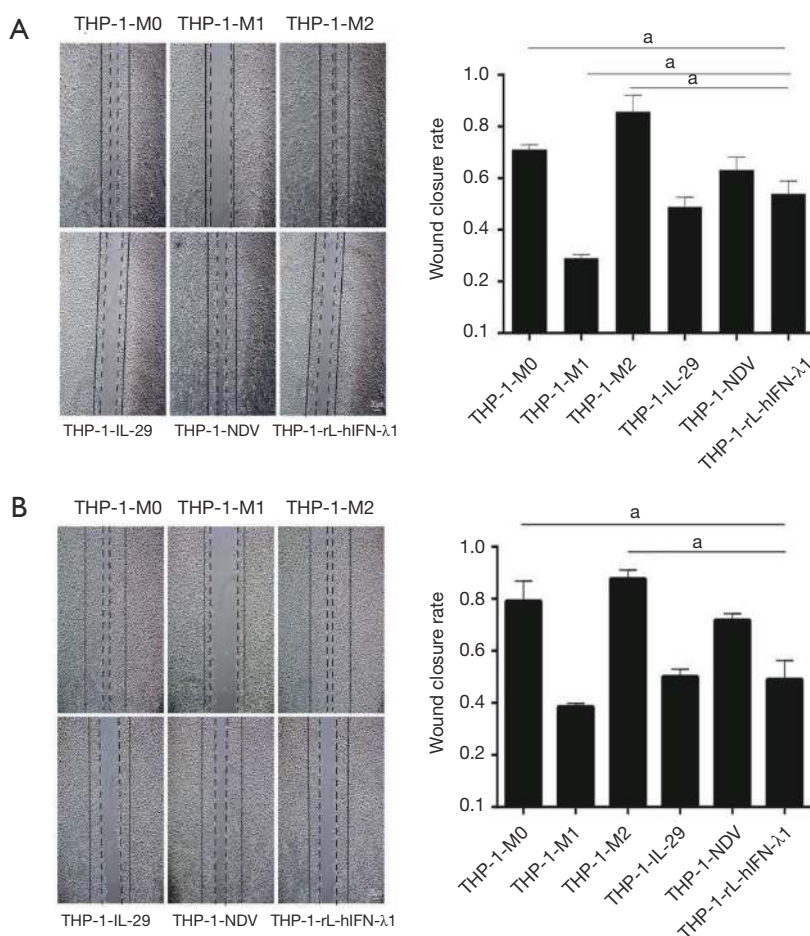 A
THP-1-M0 THP-1-M1 THP-1-M2
THP-1-IL-29 THP-1-NDV THP-1-rL-hIFN-λ1
a
a
a
Wound closure rate
1.0
0.8
0.6
0.4
0.2
0.1
THP-1-M0
THP-1-M1
THP-1-M2
THP-1-IL-29
THP-1-NDV
THP-1-rL-hIFN-λ1
B
THP-1-M0 THP-1-M1 THP-1-M2
THP-1-IL-29 THP-1-NDV THP-1-rL-hIFN-λ1
a
a
Wound closure rate
1.0
0.8
0.6
0.4
0.2
0.1
THP-1-M0
THP-1-M1
THP-1-M2
THP-1-IL-29
THP-1-NDV
THP-1-rL-hIFN-λ1